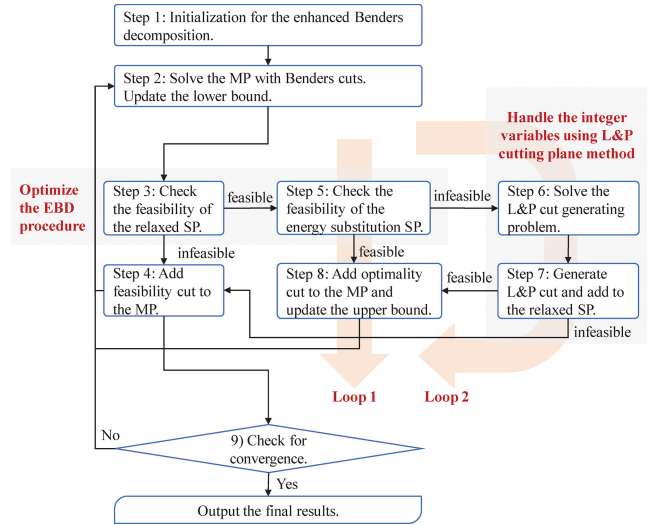 Step 1: Initialization for the enhanced Benders
decomposition.
Step 2: Solve the MP with Benders cuts.
Update the lower bound.
Handle the integer
variables using L&P
cutting plane method
Optimize
the EBD
procedure
Step 3: Check
the feasibility of
the relaxed SP.
feasible
Step 5: Check the
feasibility of the
energy substitution SP.
infeasible
Step 6: Solve the
L&P cut generating
problem.
infeasible
feasible
Step 4: Add
feasibility cut to
the MP.
Step 8: Add optimality
cut to the MP and
update the upper bound.
feasible
Step 7: Generate
L&P cut and add to
the relaxed SP.
infeasible
Loop 1
Loop 2
No
9) Check for
convergence.
Yes
Output the final results.